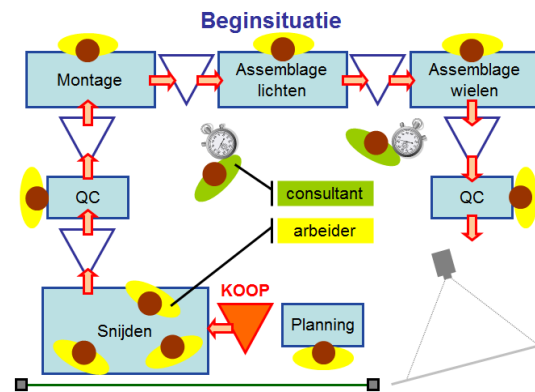 Beginsituatie
Montage
Assemblage
lichten
Assemblage
wielen
QC
consultant
QC
arbeider
KOOP
Snijden
Planning